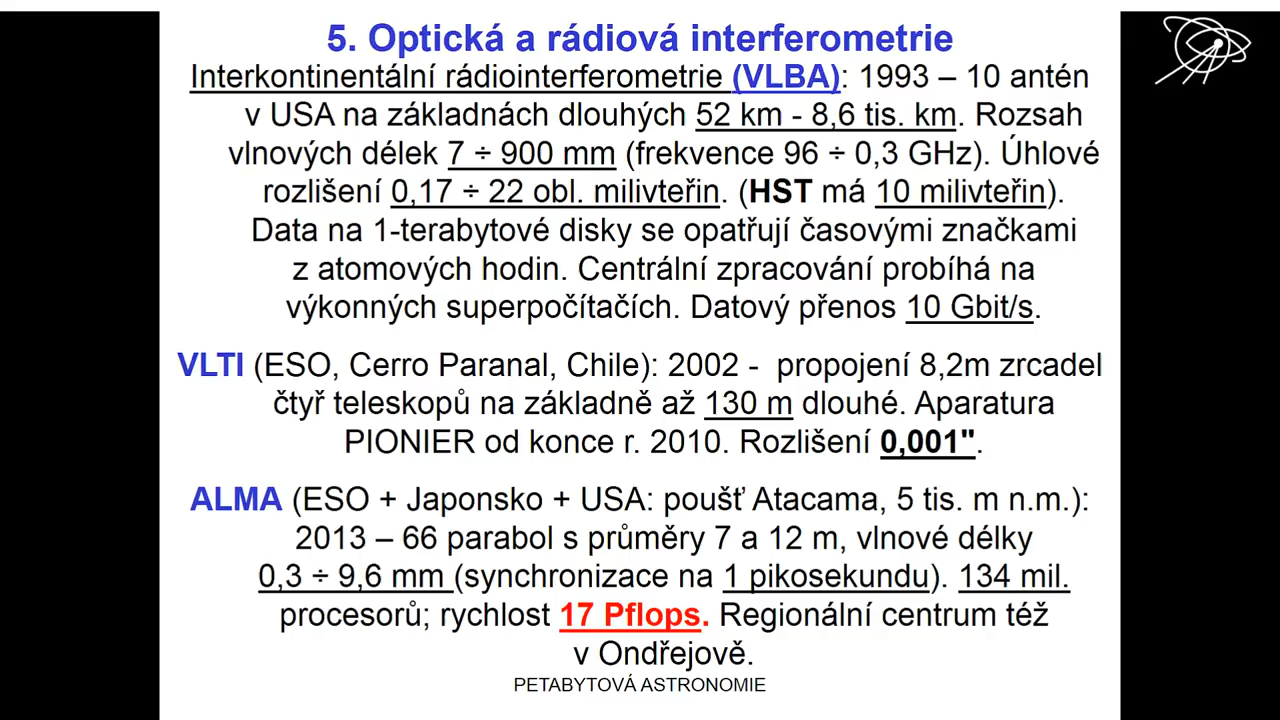 5. Optická a rádiová interferometrie
Interkontinentální rádiointerferometrie (VLBA): 1993 – 10 antén
v USA na základnách dlouhých 52 km - 8,6 tis. km. Rozsah
vlnových délek 7 ÷ 900 mm (frekvence 96 ÷ 0,3 GHz). Úhlové
rozlišení 0,17 ÷ 22 obl. milivteřin. (HST má 10 milivteřin).
Data na 1-terabytové disky se opatřují časovými značkami
z atomových hodin. Centrální zpracování probíhá na
výkonných superpočítačích. Datový přenos 10 Gbit/s.
VLTI (ESO, Cerro Paranal, Chile): 2002 - propojení 8,2m zrcadel
čtyř teleskopů na základně až 130 m dlouhé. Aparatura
PIONIER od konce r. 2010. Rozlišení 0,001".
ALMA (ESO + Japonsko + USA: poušť Atacama, 5 tis. m n.m.):
2013 – 66 parabol s průměry 7 a 12 m, vlnové délky
0,3 ÷ 9,6 mm (synchronizace na 1 pikosekundu). 134 mil.
procesorů; rychlost 17 Pflops. Regionální centrum též
v Ondřejově.
PETABYTOVÁ ASTRONOMIE